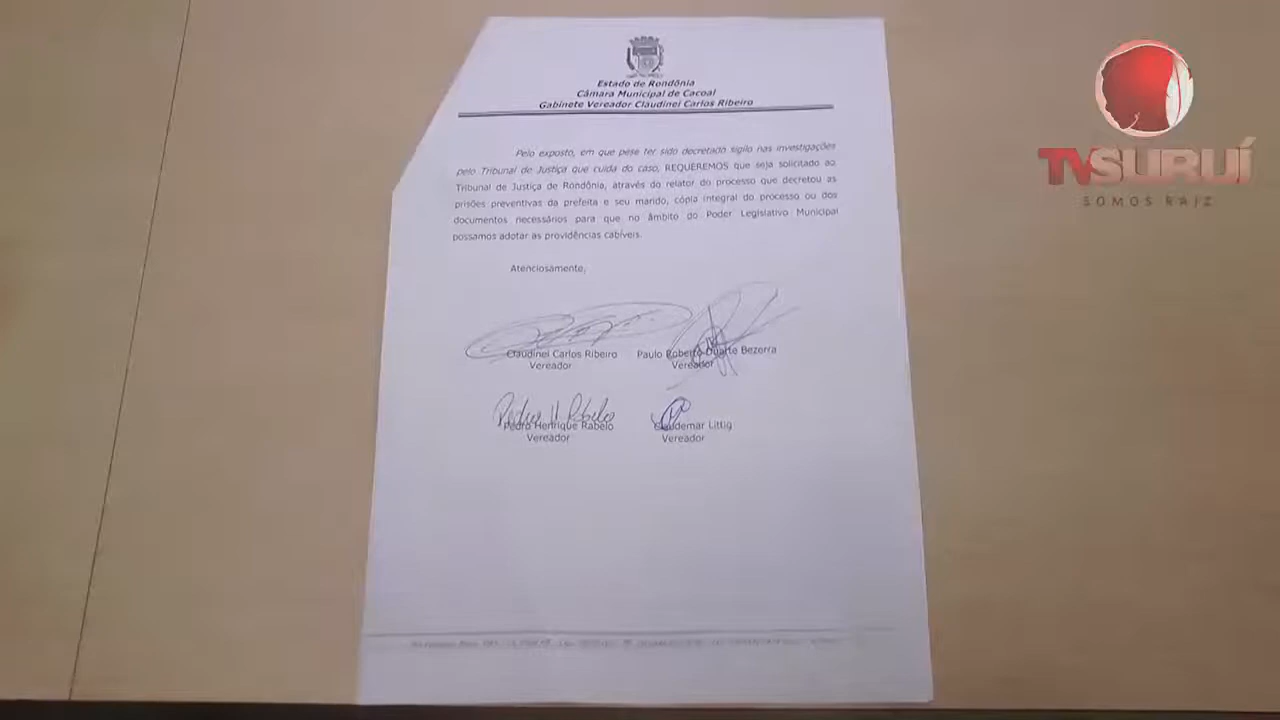 Estado de Rondônia
Câmara Municipal de Cacoal
Gabinete Vereador Claudinei Carlos Ribeiro
Pelo exposto, em que pese ter sido decretado sigilo nas investigações
pelo Tribunal de Justiça que cuida do caso, REQUEREMOS que seja solicitado ao
Tribunal de Justiça de Rondônia, através do relator do processo que decretou as
prisões preventivas da prefeita e seu marido, cópia integral do processo ou dos
documentos necessários para que no âmbito do Poder Legislativo Municipal
possamos adotar as providências cabíveis.
Atenciosamente,
Claudinei Carlos Ribeiro
Vereador
Paulo Roberto Duarte Bezerra
Vereador
Pedro H Rabelo
Pedro Henrique Rabelo
Vereador
Claudemar Littig
Vereador
TVSURUÍ
SOMOS RAIZ